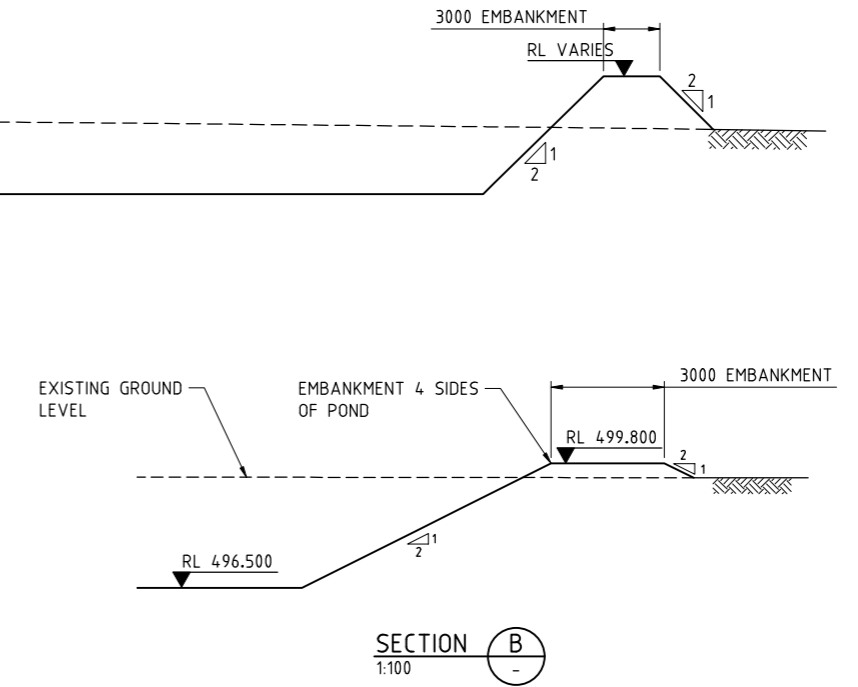 3000 EMBANKMENT
RL VARIES
2
1
1
2
3000 EMBANKMENT
EXISTING GROUND
LEVEL
EMBANKMENT 4 SIDES
OF POND
RL 499.800
2
1
1
2
RL 496.500
SECTION
1:100
B
-